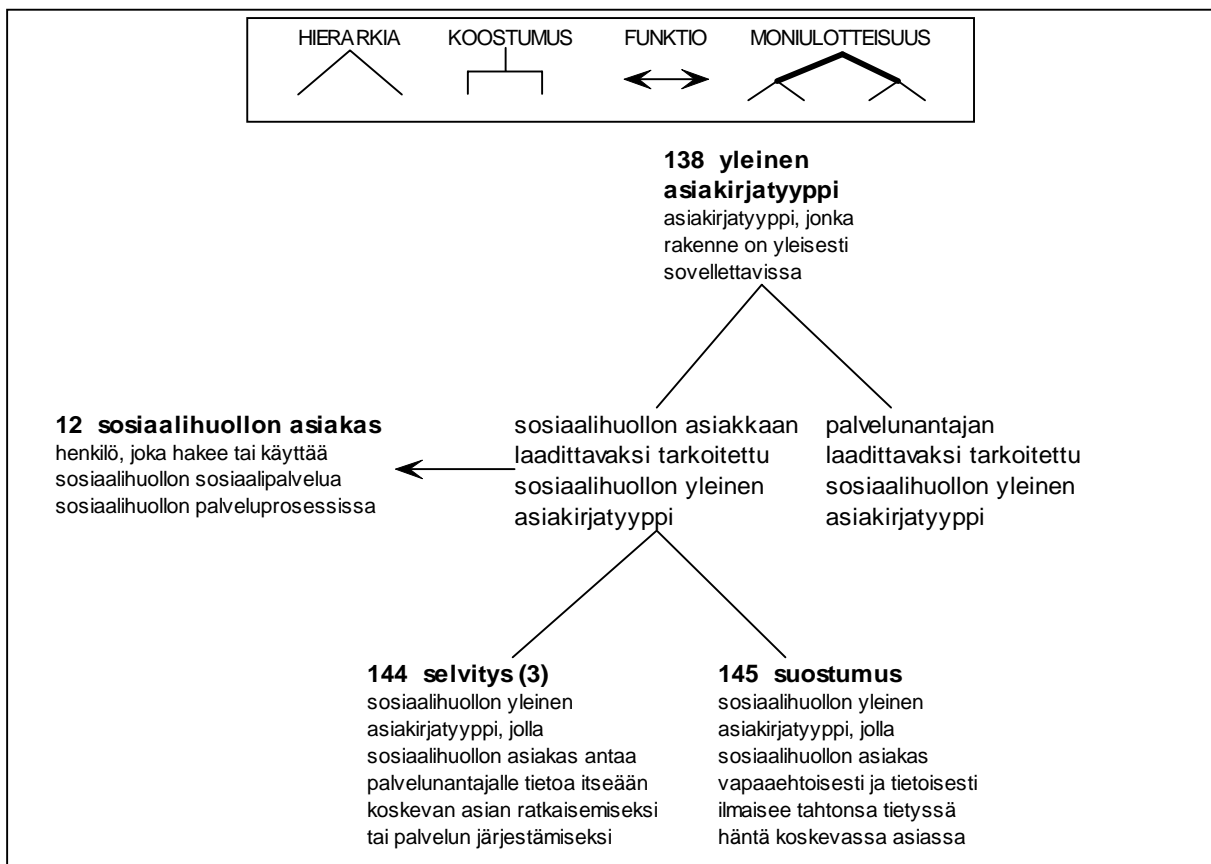 HIERARKIA KOOSTUMUS FUNKTIO MONIULOTTEISUUS
138 yleinen
asiakirjatyyppi
asiakirjatyyppi, jonka
rakenne on yleisesti
sovellettavissa
12 sosiaalihuollon asiakas
henkilö, joka hakee tai käyttää
sosiaalihuollon sosiaalipalvelua
sosiaalihuollon palveluprosessissa
sosiaalihuollon asiakkaan
laadittavaksi tarkoitettu
sosiaalihuollon yleinen
asiakirjatyyppi
palvelunantajan
laadittavaksi tarkoitettu
sosiaalihuollon yleinen
asiakirjatyyppi
144 selvitys (3)
sosiaalihuollon yleinen
asiakirjatyyppi, jolla
sosiaalihuollon asiakas antaa
palvelunantajalle tietoa itseään
koskevan asian ratkaisemiseksi
tai palvelun järjestämiseksi
145 suostumus
sosiaalihuollon yleinen
asiakirjatyyppi, jolla
sosiaalihuollon asiakas
vapaaehtoisesti ja tietoisesti
ilmaisee tahtonsa tietyssä
häntä koskevassa asiassa